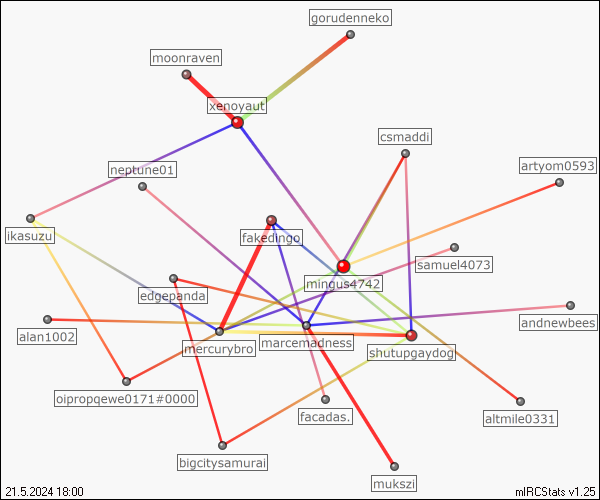 gorudenneko
moonraven
xenoyaut
csmaddi
artyom0593
neptune01
ikasuzu
fakedingo
samuel4073
mingus4742
edgepanda
andnewbees
alan1002
marcemadness
mercurybro
shutupgaydog
oipropqewe0171#0000
facadas.
altmile0331
bigcitysamurai
mukszi
21.5.2024 18:00
mIRCStats v1.25